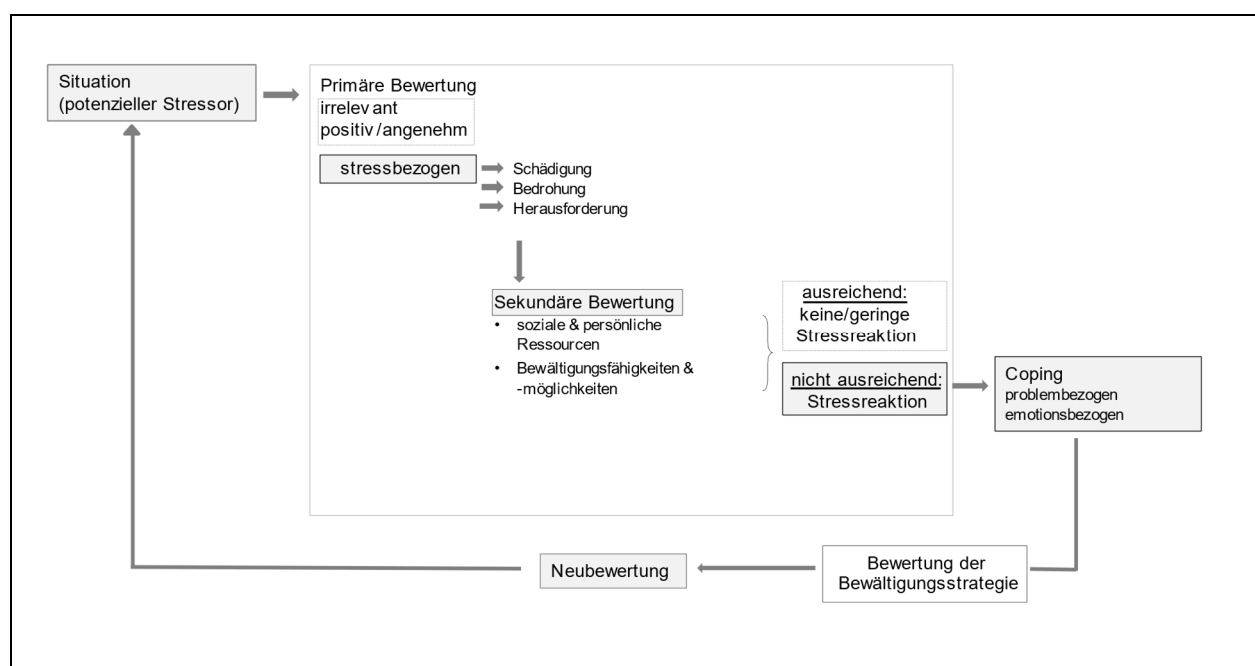 Situation
(potenzieller Stressor)
Primäre Bewertung
irrelevant
positiv/angenehm
stressbezogen
Schädigung
Bedrohung
Herausforderung
Sekundäre Bewertung
• soziale & persönliche
Ressourcen
• Bewältigungsfähigkeiten &
-möglichkeiten
ausreichend:
keine/geringe
Stressreaktion
nicht ausreichend:
Stressreaktion
Coping
problembezogen
emotionsbezogen
Bewertung der
Bewältigungsstrategie
Neubewertung